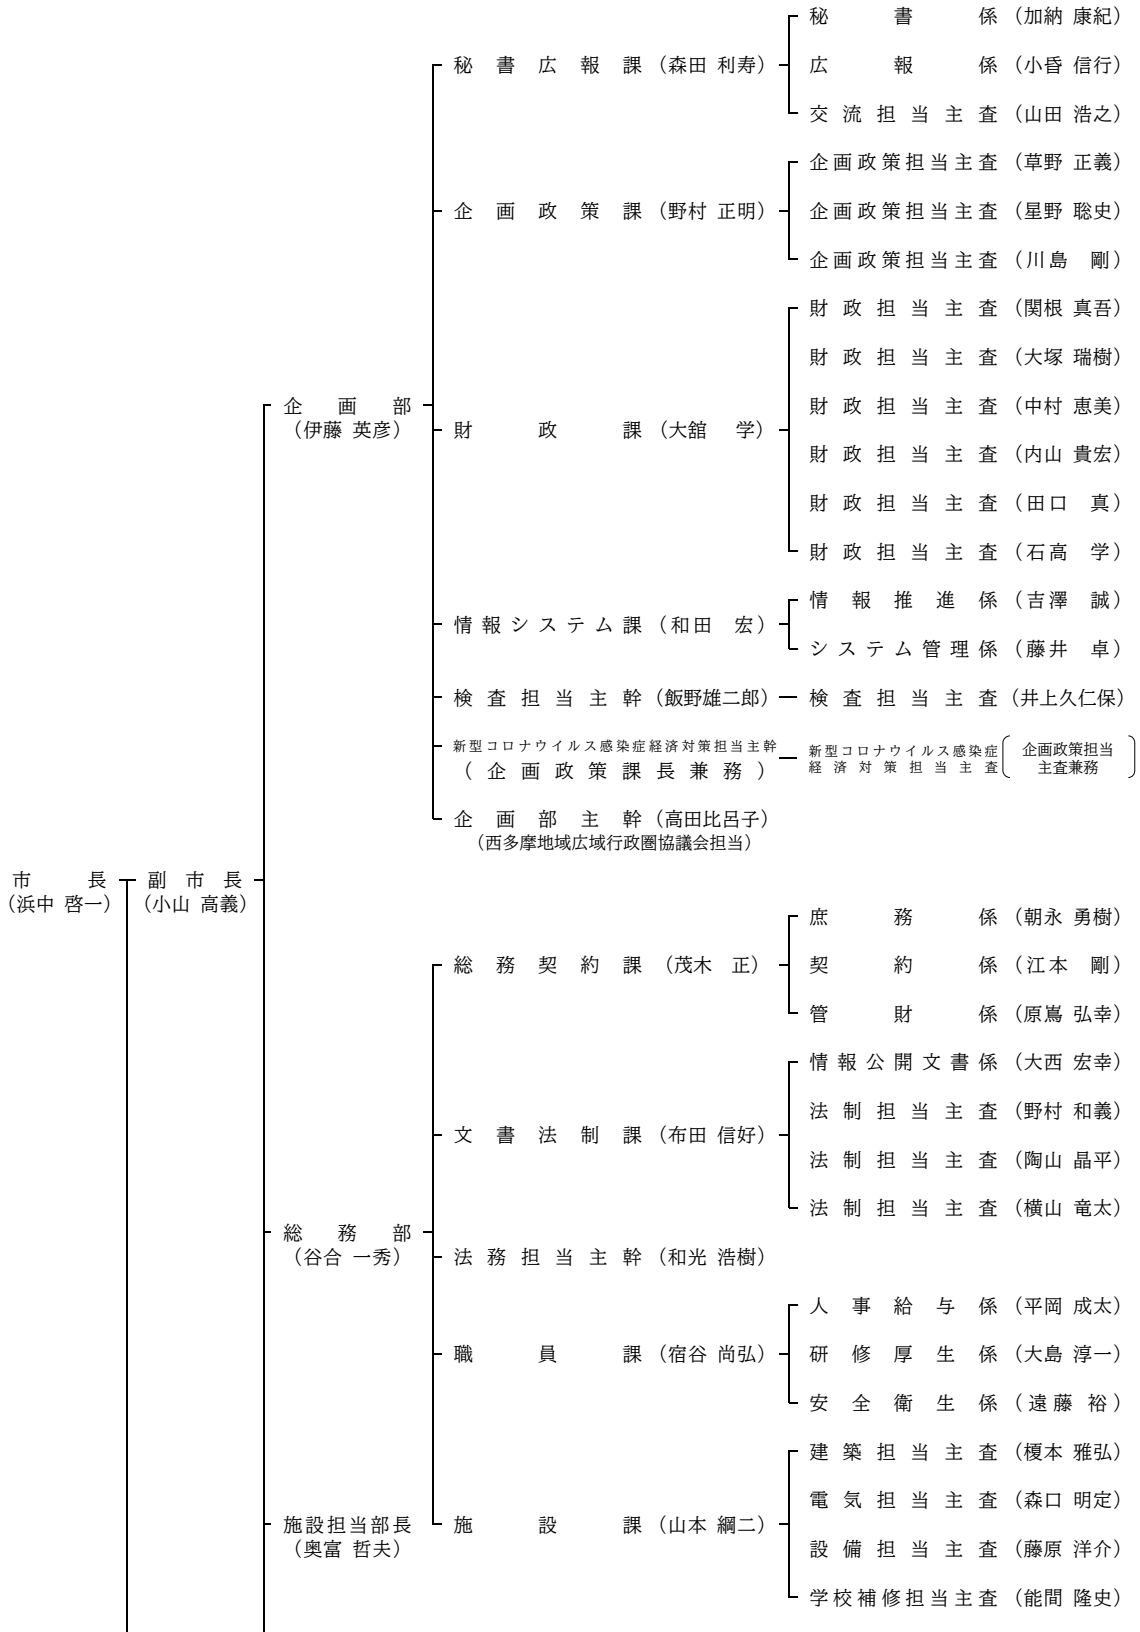 秘書係（加納 康紀）
秘書広報課（森田 利寿）
広報係（小昏 信行）
交流担当主査（山田 浩之）
企画政策担当主査（草野 正義）
企画政策課（野村 正明）
企画政策担当主査（星野 聡史）
企画政策担当主査（川島 剛）
財政担当主査（関根 真吾）
財政担当主査（大塚 瑞樹）
企画部
（伊藤 英彦）
財政担当主査（中村 恵美）
財政課（大舘 学）
財政担当主査（内山 貴宏）
財政担当主査（田口 真）
財政担当主査（石高 学）
情報推進係（吉澤 誠）
情報システム課（和田 宏）
システム管理係（藤井 卓）
検査担当主幹（飯野雄二郎）
検査担当主査（井上久仁保）
新型コロナウイルス感染症経済対策担当主幹
（企画政策課長兼務）
新型コロナウイルス感染症
経済対策担当主査
企画政策担当
主査兼務
企画部主幹（高田比呂子）
（西多摩地域広域行政圏協議会担当）
市長
（浜中 啓一）
副市長
（小山 高義）
庶務係（朝永 勇樹）
総務契約課（茂木 正）
契約係（江本 剛）
管財係（原嶌 弘幸）
情報公開文書係（大西 宏幸）
法制担当主査（野村 和義）
文書法制課（布田 信好）
法制担当主査（陶山 晶平）
法制担当主査（横山 竜太）
総務部
（谷合 一秀）
法務担当主幹（和光 浩樹）
人事給与係（平岡 成太）
職員課（宿谷 尚弘）
研修厚生係（大島 淳一）
安全衛生係（遠藤 裕）
建築担当主査（榎本 雅弘）
電気担当主査（森口 明定）
施設担当部長
（奥富 哲夫）
施設課（山本 綱二）
設備担当主査（藤原 洋介）
学校補修担当主査（能間 隆史）